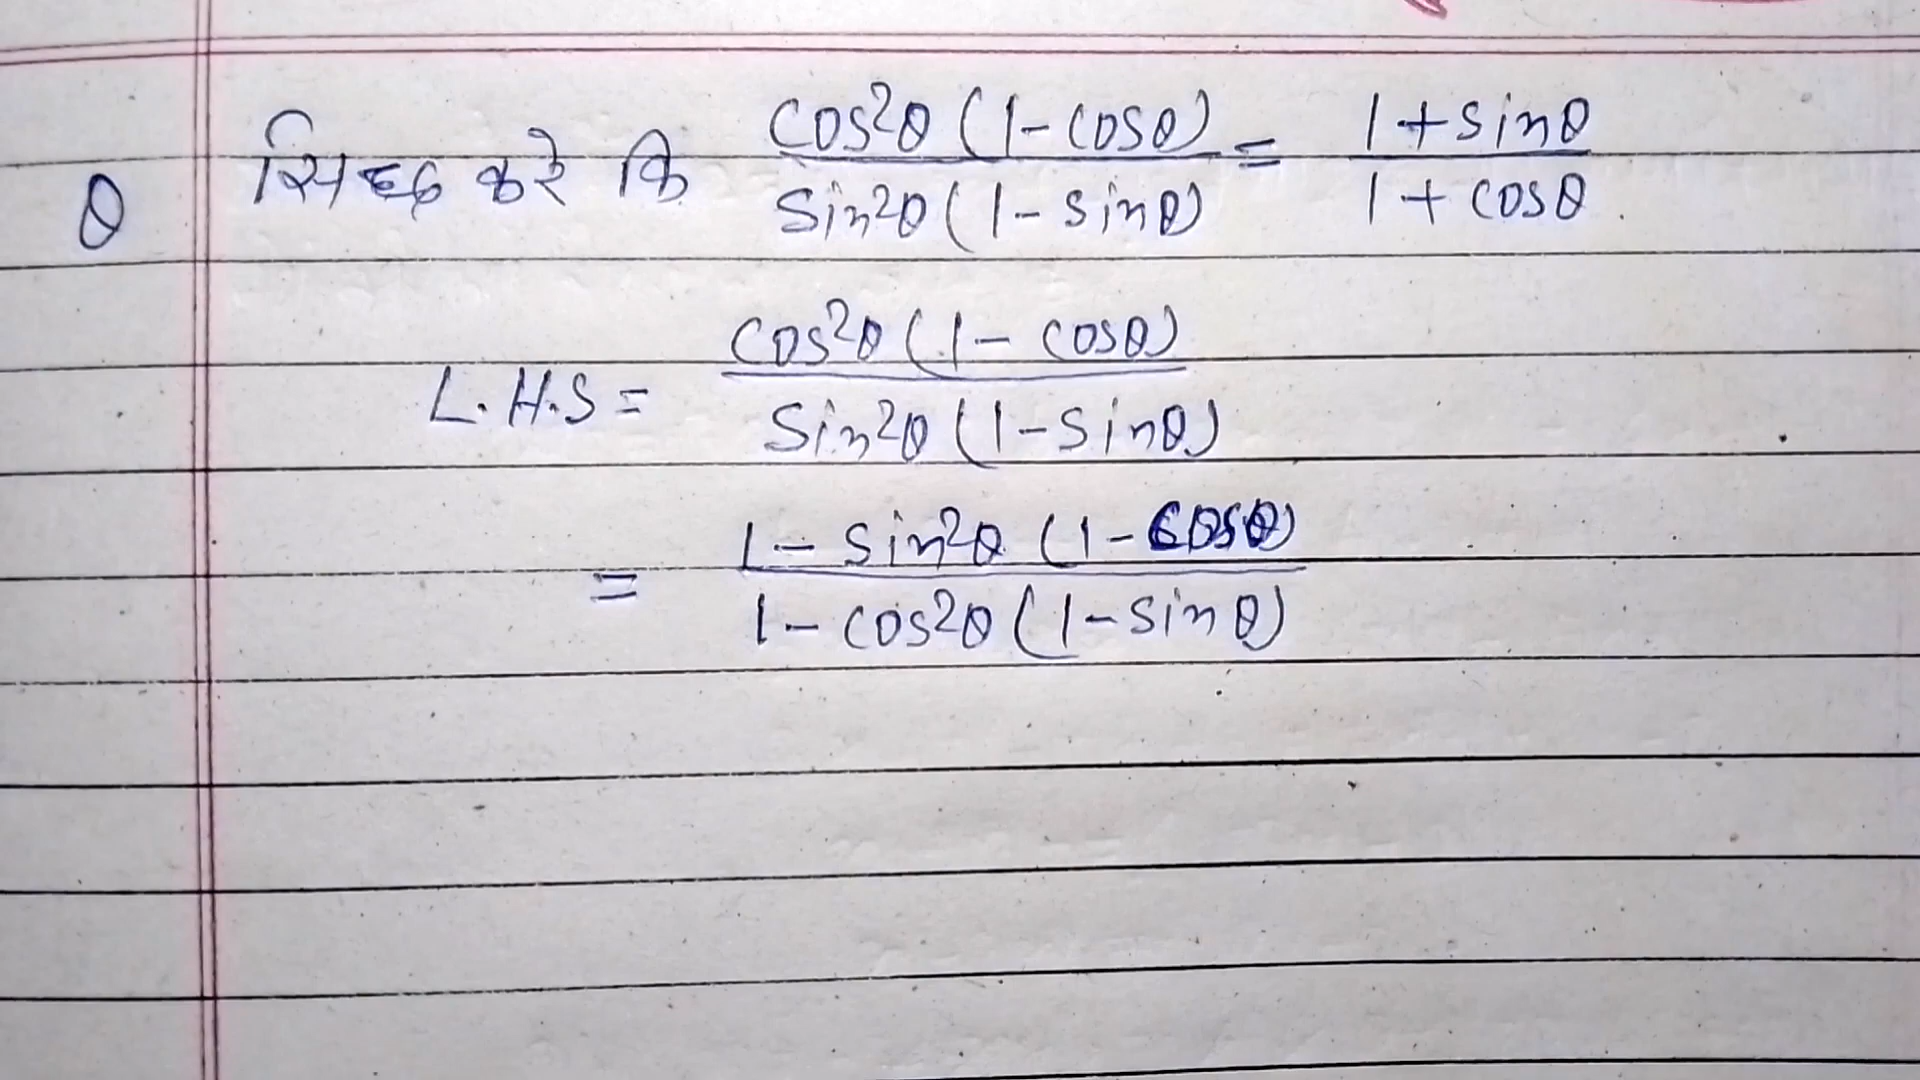 Q सिद्ध करे कि cos²θ (1-cosθ) / sin²θ (1-sinθ) = 1+sinθ / 1+cosθ.
L.H.S = cos²θ (1-cosθ) / sin²θ (1-sinθ)
= 1-sin²θ (1-cosθ) / 1-cos²θ (1-sinθ)